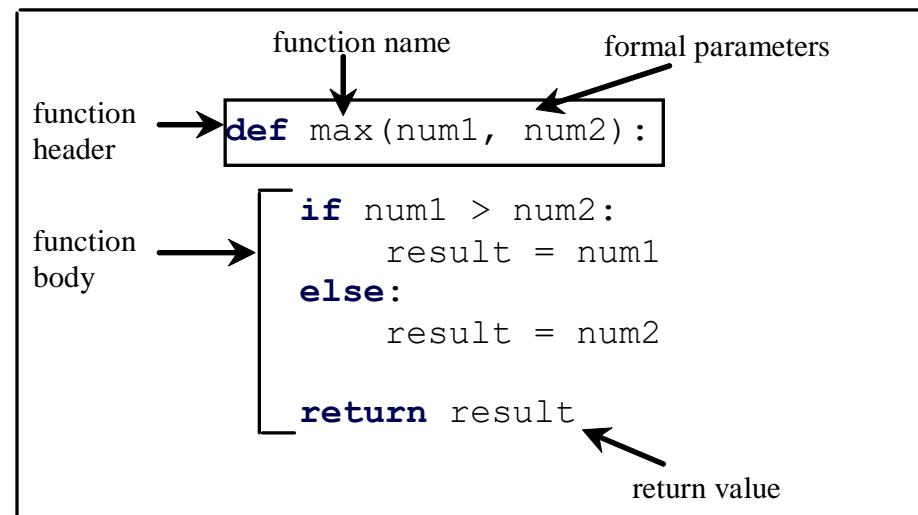 function name
formal parameters
function
header
def max(num1, num2):
function
body
if num1 > num2:
result = num1
else:
result = num2
return result
return value